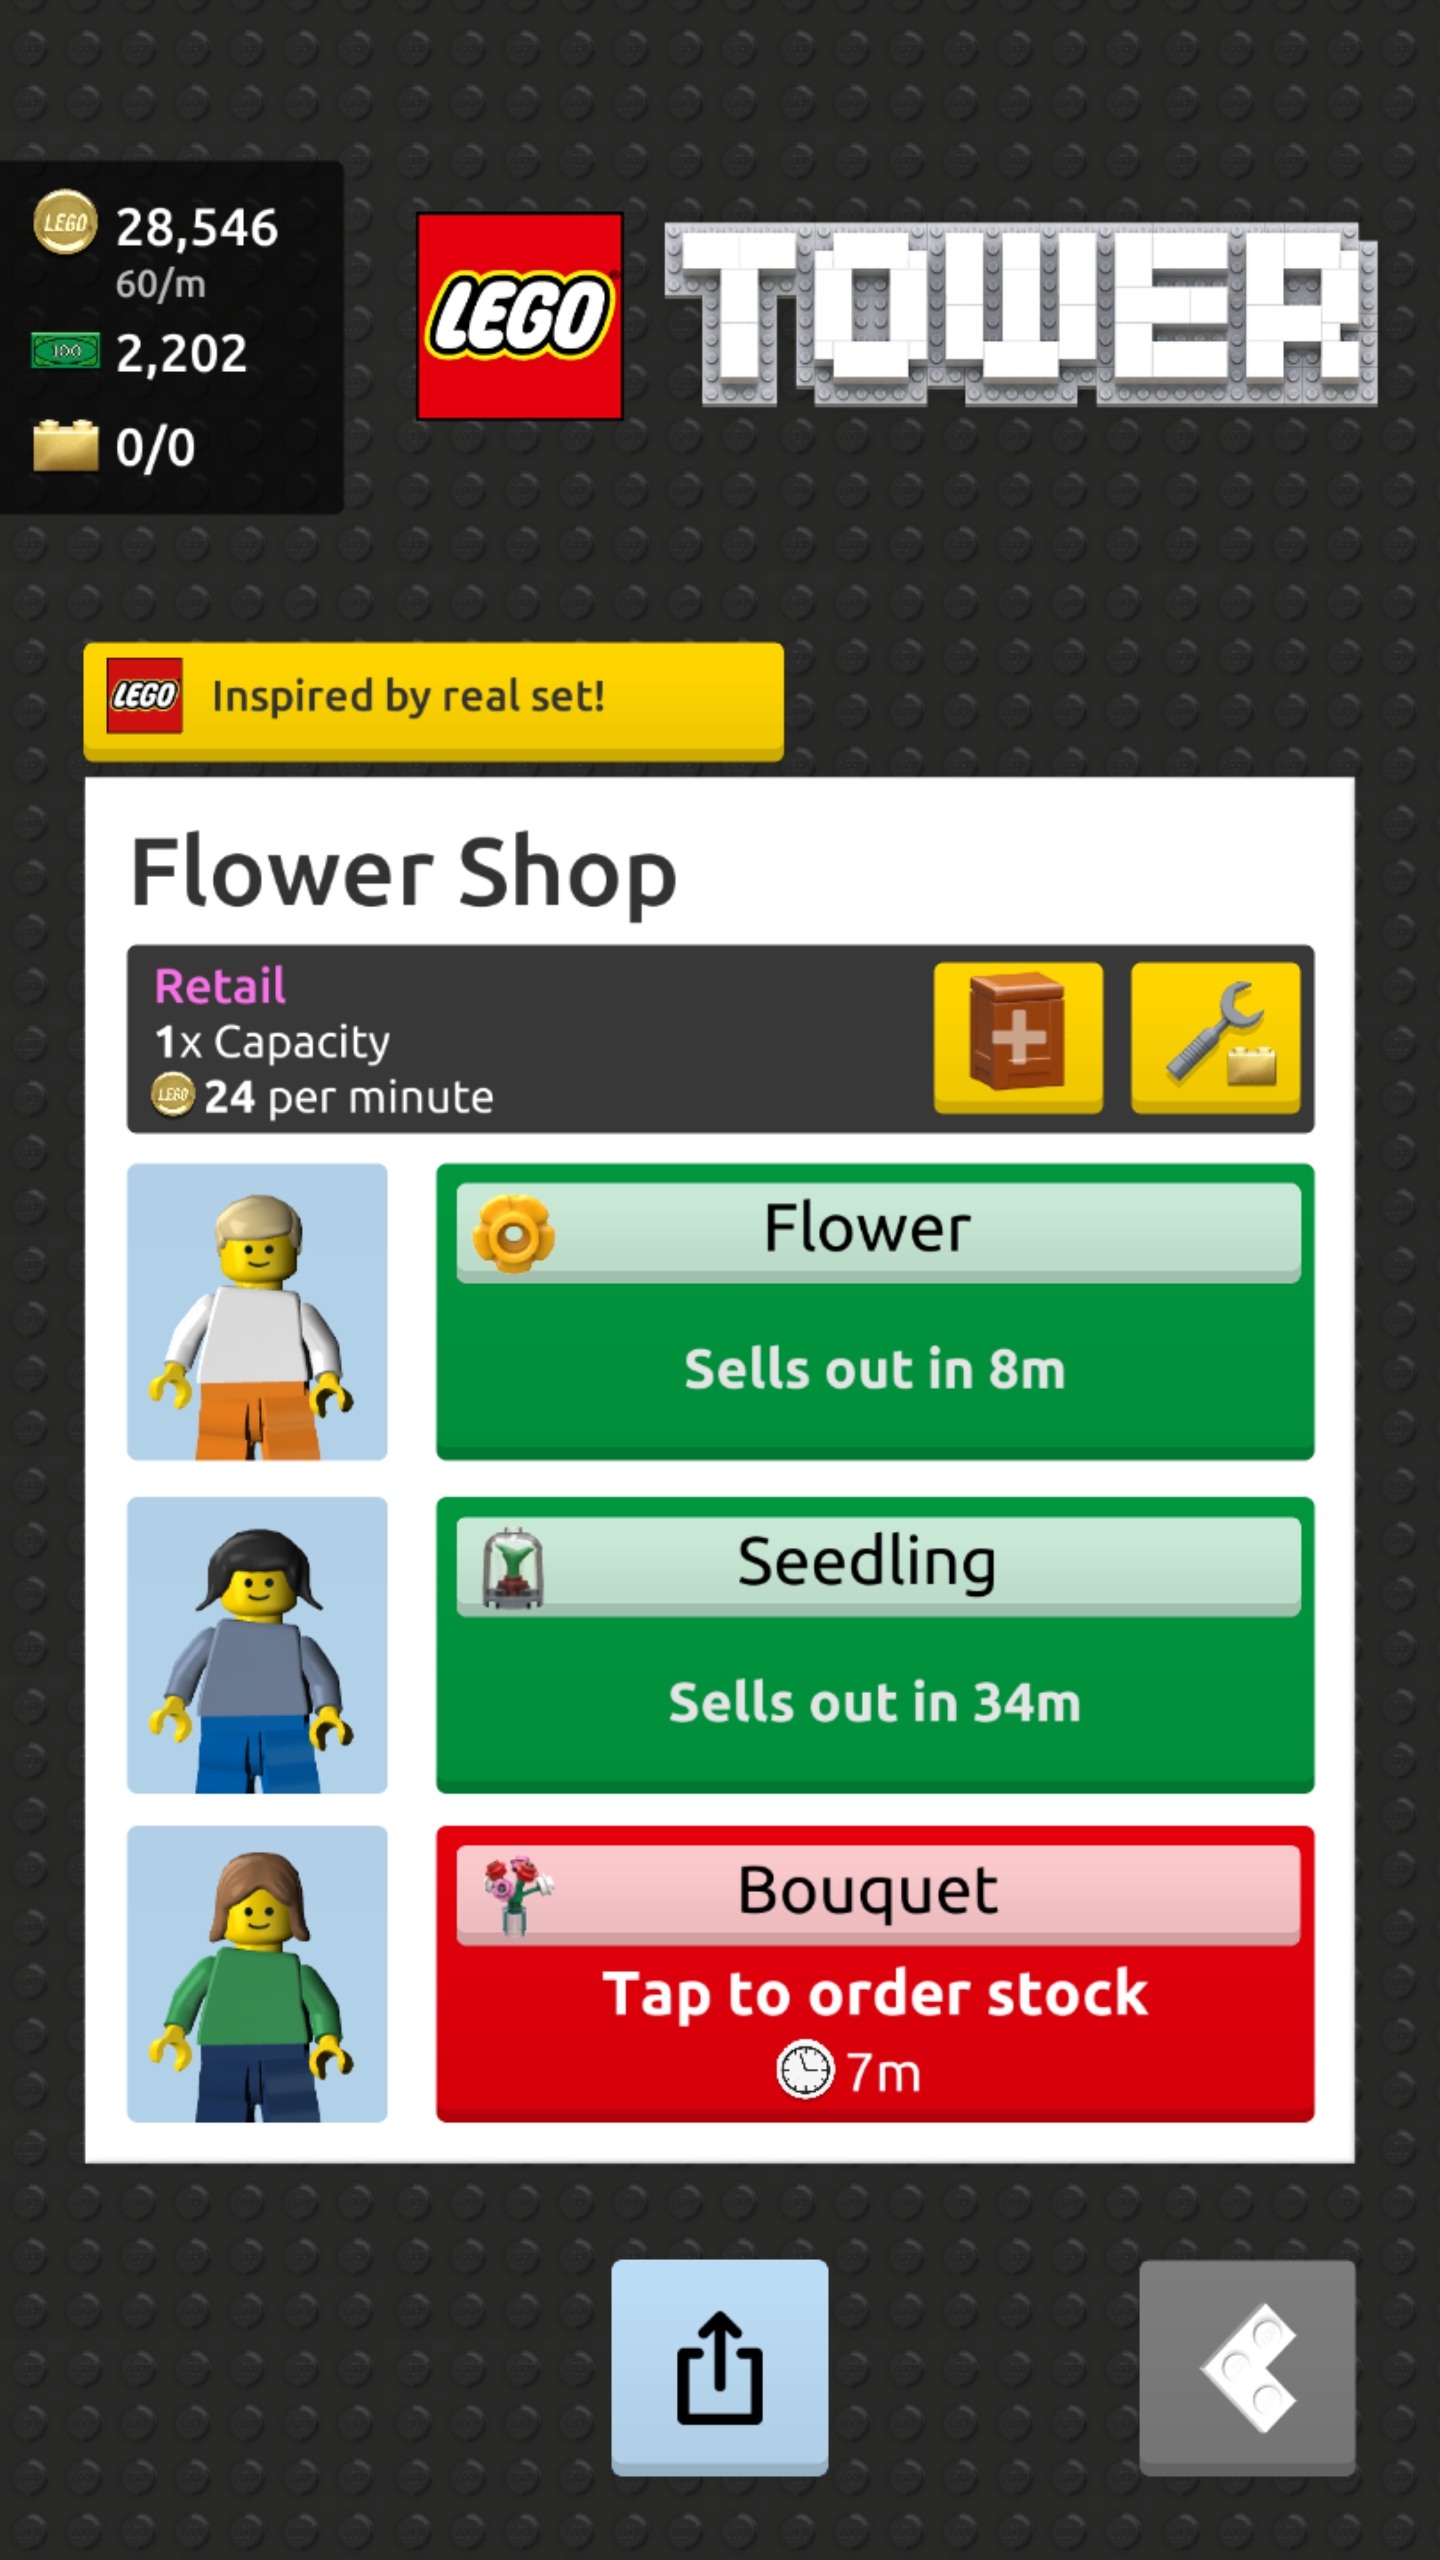 LEGO
28,546
60/m
100
2,202
0/0
LEGO
TOWER
LEGO
Inspired by real set!
Flower Shop
Retail
1x Capacity
LEGO
24 per minute
Flower
Sells out in 8m
Seedling
Sells out in 34m
Bouquet
Tap to order stock
7m